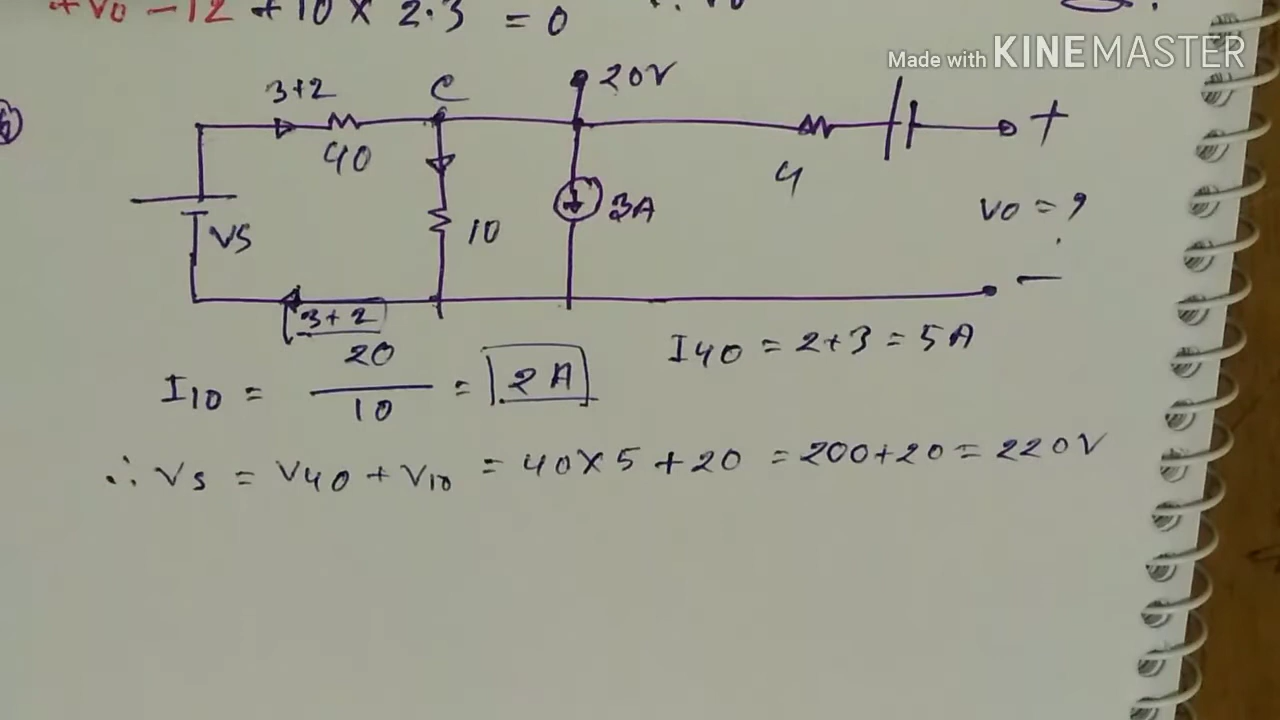 + V0 - 12 + 10 × 2.3 = 0
Made with KINEMASTER
3+2 C 20V
40 4 +
VS 10 3A V0 = ?
-
3+2
I40 = 2+3 = 5A
I10 = 20 / 10 = 2A
∴ VS = V40 + V10 = 40×5 + 20 = 200+20 = 220V